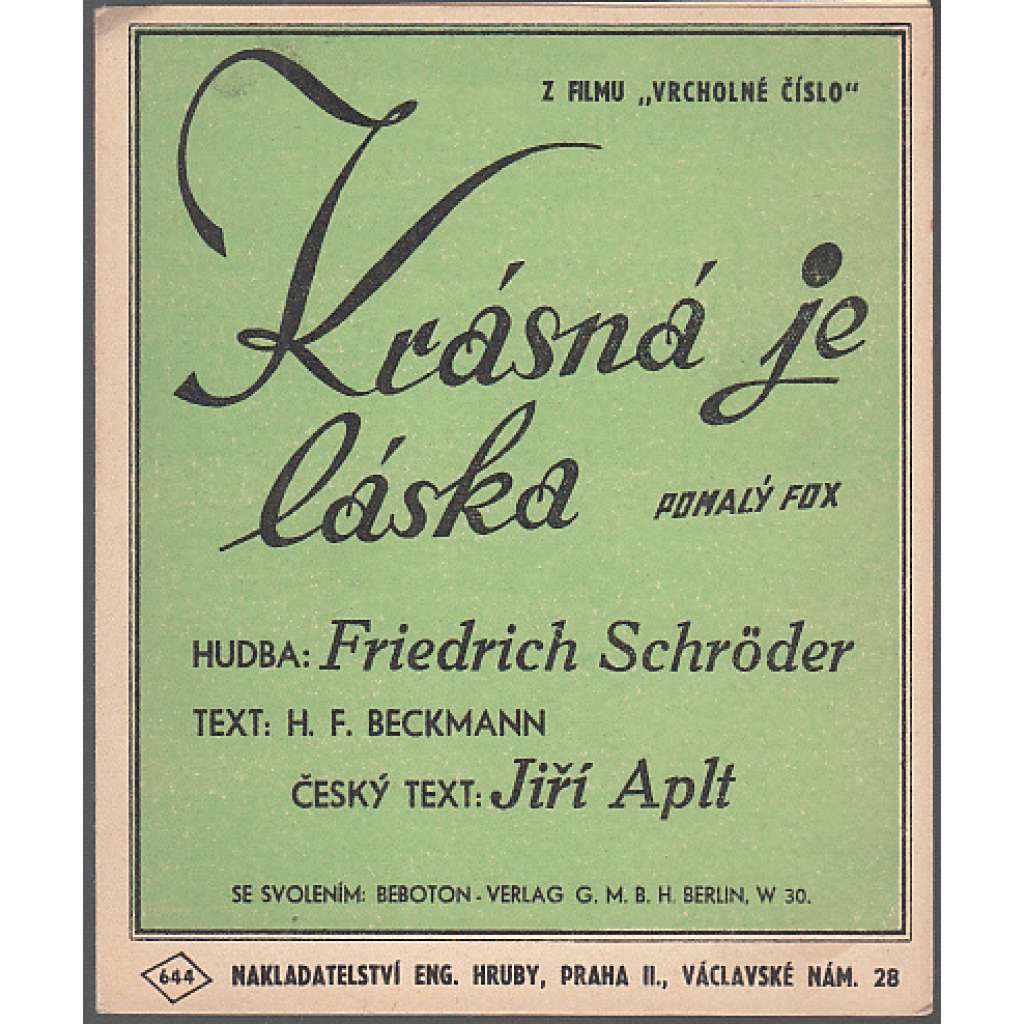 Z FILMU „VRCHOLNÉ ČÍSLO“
Krásná je
láska
POMALÝ FOX
HUDBA: Friedrich Schröder
TEXT: H. F. BECKMANN
ČESKÝ TEXT: Jiří Aplt
SE SVOLENÍM: BEBOTON - VERLAG G. M. B. H. BERLIN, W 30.
644 NAKLADATELSTVÍ ENG. HRUBY, PRAHA II., VÁCLAVSKÉ NÁM. 28